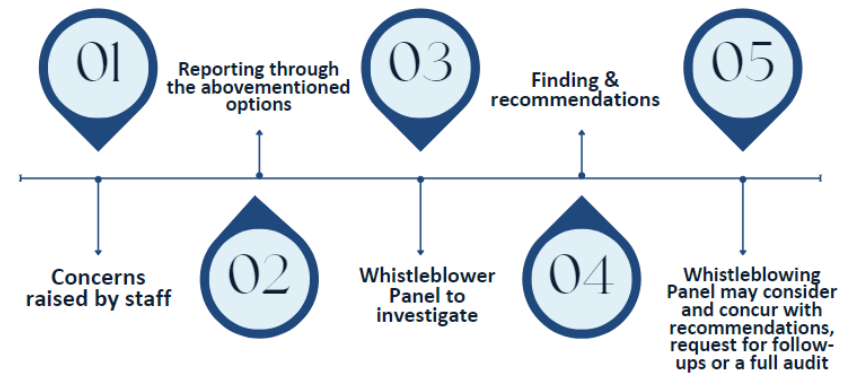 01
Concerns
raised by staff
Reporting through
the abovementioned
options
02
03
Whistleblower
Panel to
investigate
Finding &
recommendations
04
05
Whistleblowing
Panel may consider
and concur with
recommendations,
request for follow-
ups or a full audit